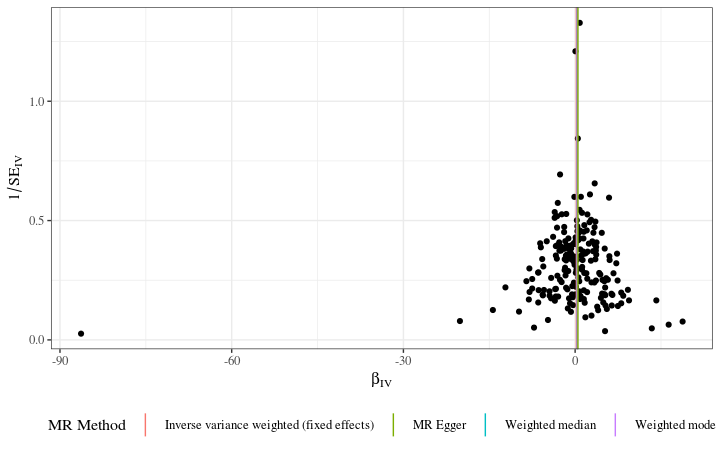 1.0
0.5
0.0
1/SE_IV
-90
-60
-30
0
β_IV
MR Method
Inverse variance weighted (fixed effects)
MR Egger
Weighted median
Weighted mode